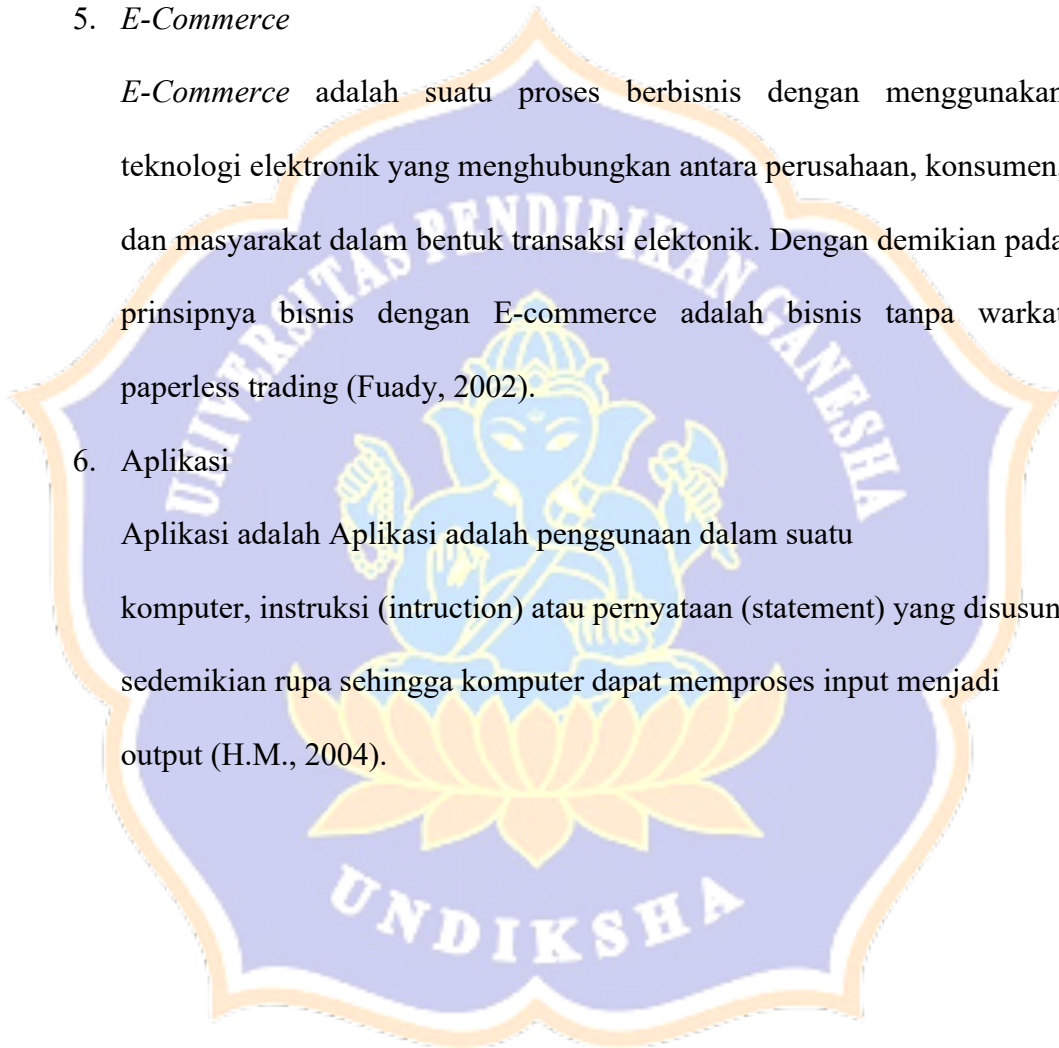 5. E-Commerce
E-Commerce adalah suatu proses berbisnis dengan menggunakan
teknologi elektronik yang menghubungkan antara perusahaan, konsumen,
dan masyarakat dalam bentuk transaksi elektonik. Dengan demikian pada
prinsipnya bisnis dengan E-commerce adalah bisnis tanpa warkat
paperless trading (Fuady, 2002).
6. Aplikasi
Aplikasi adalah Aplikasi adalah penggunaan dalam suatu
komputer, instruksi (intruction) atau pernyataan (statement) yang disusun
sedemikian rupa sehingga komputer dapat memproses input menjadi
output (H.M., 2004).
UNIVERSITAS PENDIDIKAN GANESHA
UNDIKSHA